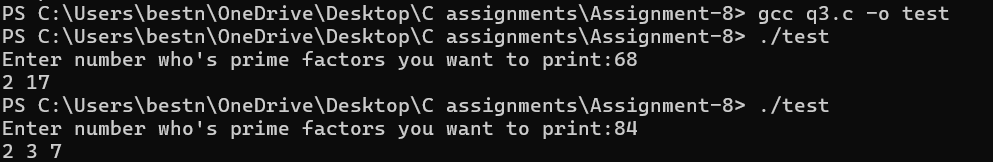 PS C:\Users\bestn\OneDrive\Desktop\C assignments\Assignment-8> gcc q3.c -o test
PS C:\Users\bestn\OneDrive\Desktop\C assignments\Assignment-8> ./test
Enter number who's prime factors you want to print:68
2 17
PS C:\Users\bestn\OneDrive\Desktop\C assignments\Assignment-8> ./test
Enter number who's prime factors you want to print:84
2 3 7